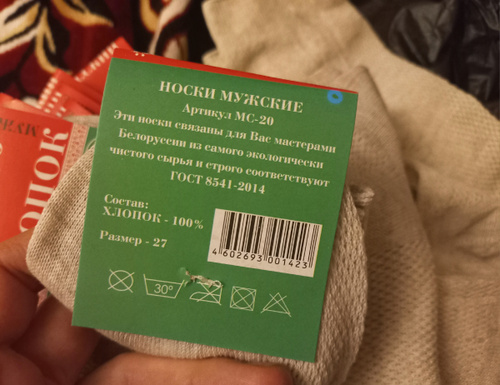 НОСКИ МУЖСКИЕ
Артикул МС-20
Эти носки связаны для Вас мастерами
Белоруссии из самого экологически
чистого сырья и строго соответствуют
ГОСТ 8541-2014
Состав:
ХЛОПОК - 100%
Размер - 27
4 602693 001423
30°
ОПОК